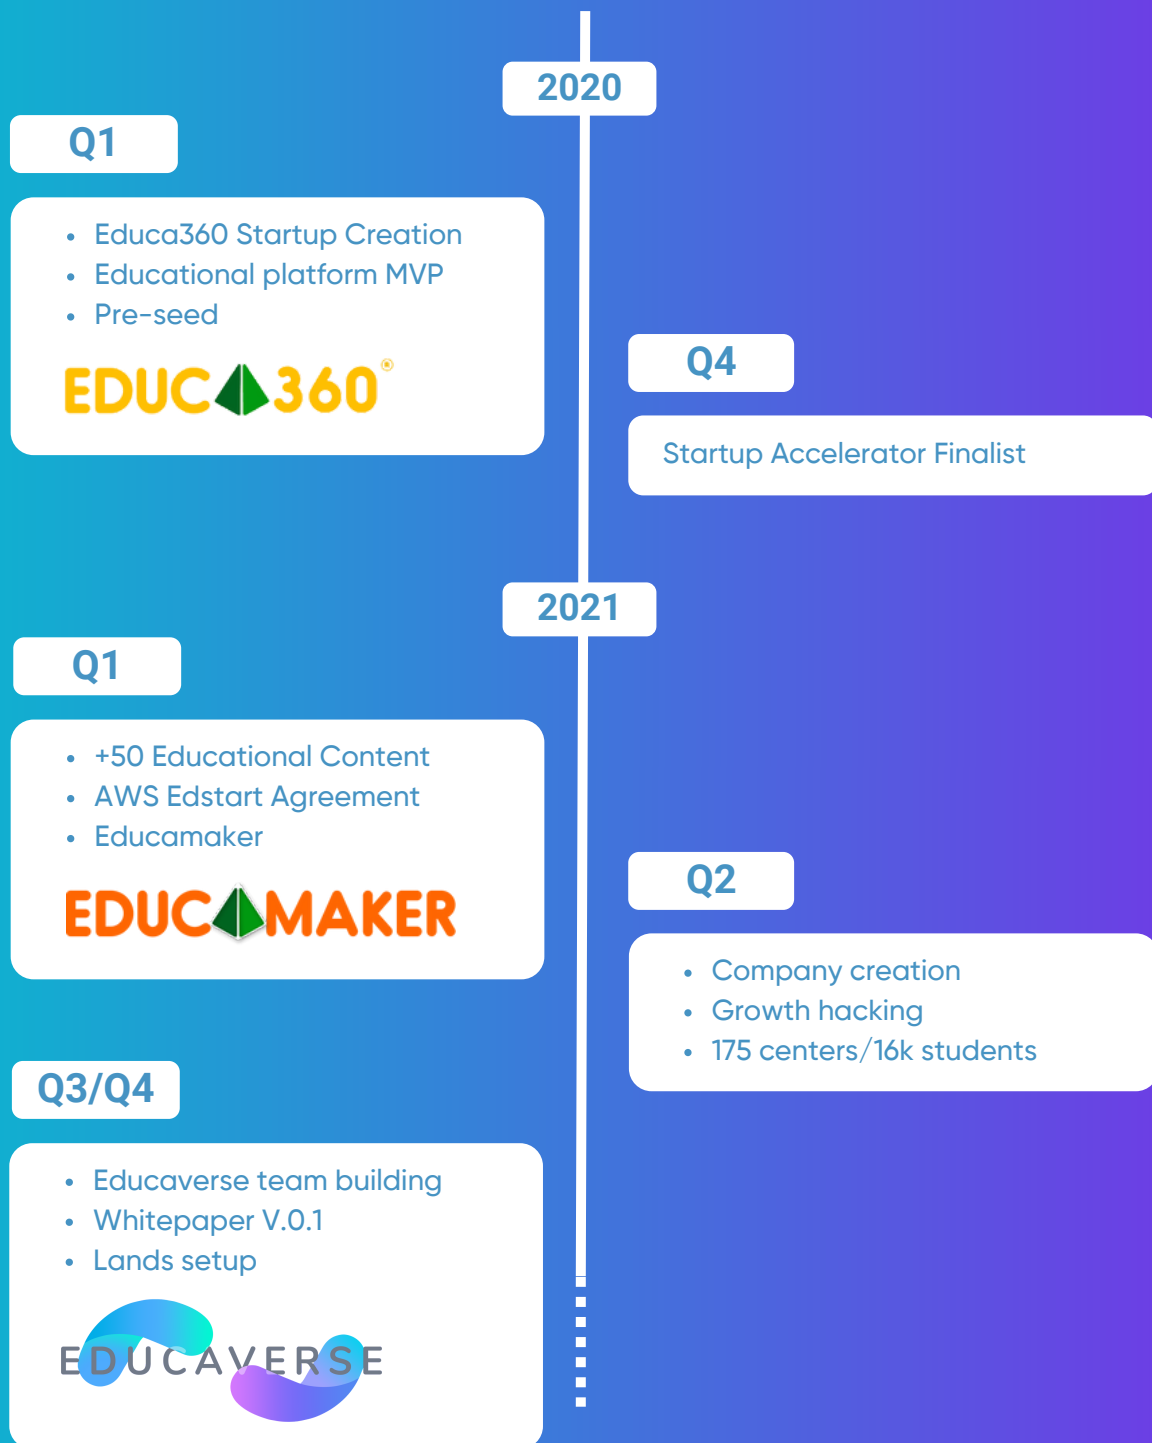 2020
Q1
• Educa360 Startup Creation
• Educational platform MVP
• Pre-seed
EDUCA360®
Q4
Startup Accelerator Finalist
2021
Q1
• +50 Educational Content
• AWS Edstart Agreement
• Educamaker
EDUCAMAKER
Q2
• Company creation
• Growth hacking
• 175 centers/16k students
Q3/Q4
• Educaverse team building
• Whitepaper V.0.1
• Lands setup
EDUCAVERSE